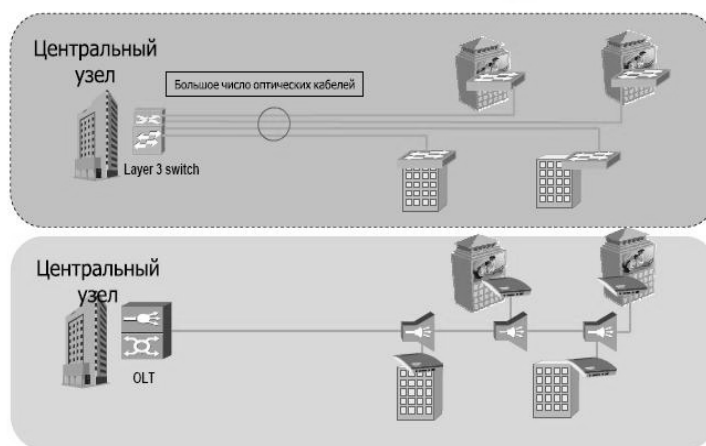 Центральный
узел
Большое число оптических кабелей
Layer 3 switch
Центральный
узел
OLT